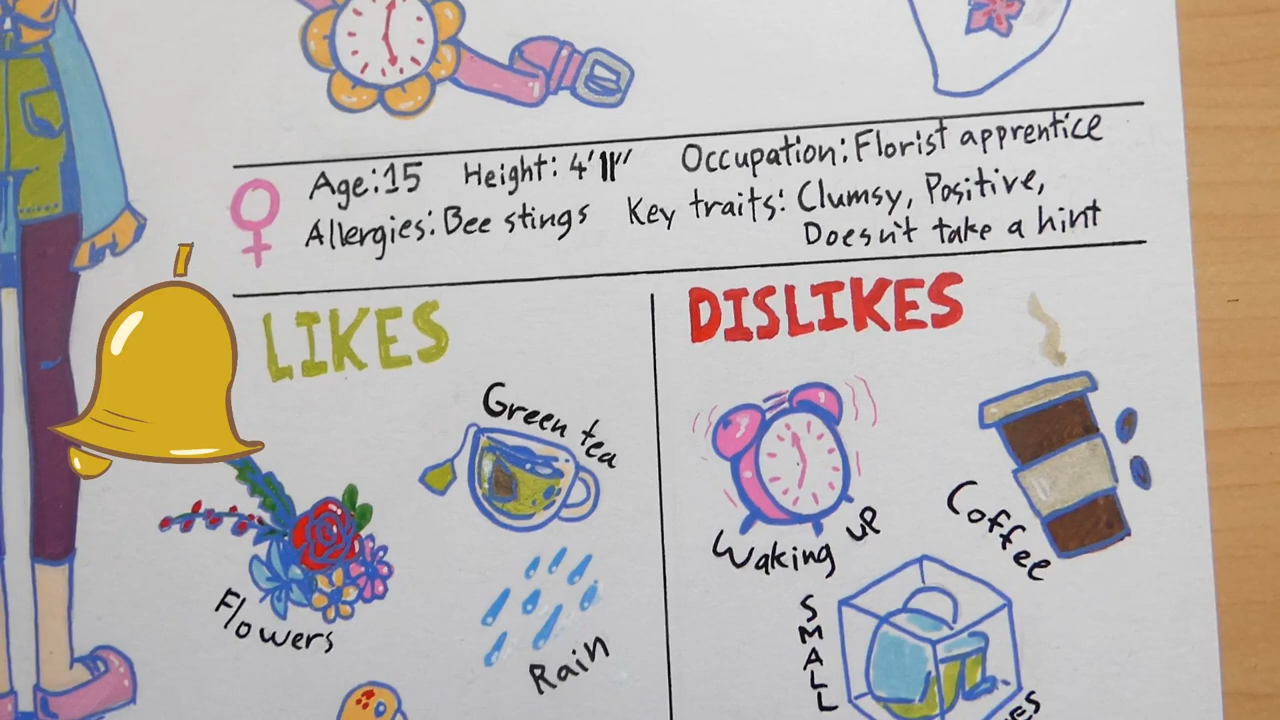 Age: 15 Height: 4'11" Occupation: Florist apprentice
Allergies: Bee stings Key traits: Clumsy, Positive,
Doesn't take a hint
LIKES
DISLIKES
Green tea
Flowers
Rain
Waking up
Coffee
SMALL